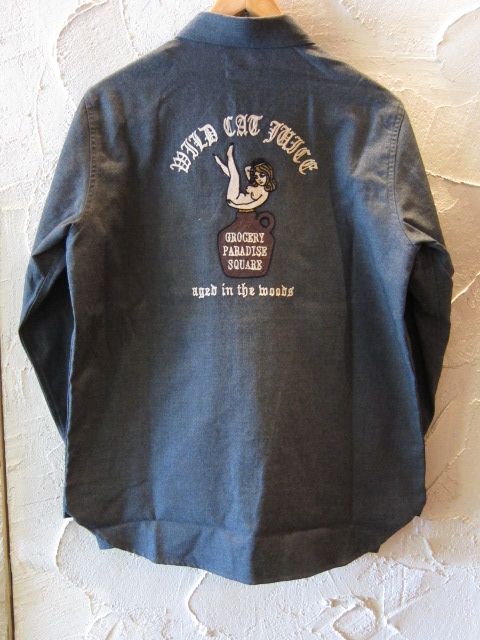 WILD CAT JUICE
GROCERY
PARADISE
SQUARE
aged in the woods